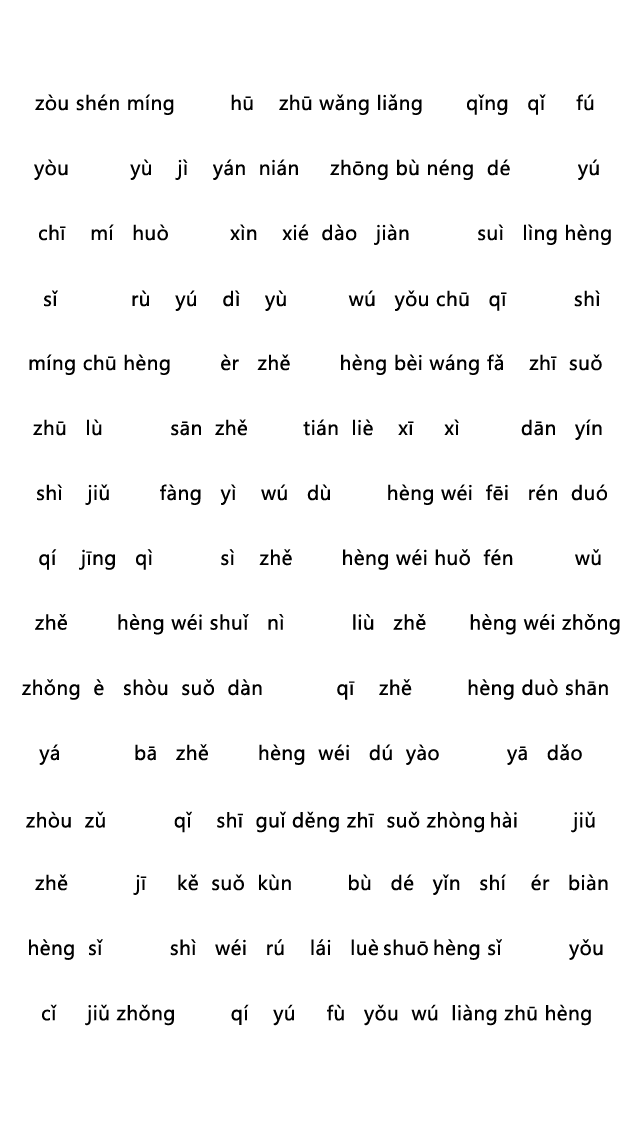 zòu shén míng hū zhū wǎng liǎng qǐng qǐ fú
yòu yù jì yán nián zhōng bù néng dé yú
chī mí huò xìn xié dào jiàn suì lìng hèng
sǐ rù yú dì yù wú yǒu chū qī shì
míng chū hèng èr zhě hèng bèi wáng fǎ zhī suǒ
zhū lù sān zhě tián liè xī xì dān yín
shì jiǔ fàng yì wú dù hèng wéi fēi rén duó
qí jīng qì sì zhě hèng wéi huǒ fén wǔ
zhě hèng wéi shuǐ nì liù zhě hèng wéi zhǒng
zhǒng è shòu suǒ dàn qī zhě hèng duò shān
yá bā zhě hèng wéi dú yào yā dǎo
zhòu zǔ qǐ shī guǐ děng zhī suǒ zhòng hài jiǔ
zhě jī kě suǒ kùn bù dé yǐn shí ér biàn
hèng sǐ shì wéi rú lái luè shuō hèng sǐ yǒu
cǐ jiǔ zhǒng qí yú fù yǒu wú liàng zhū hèng